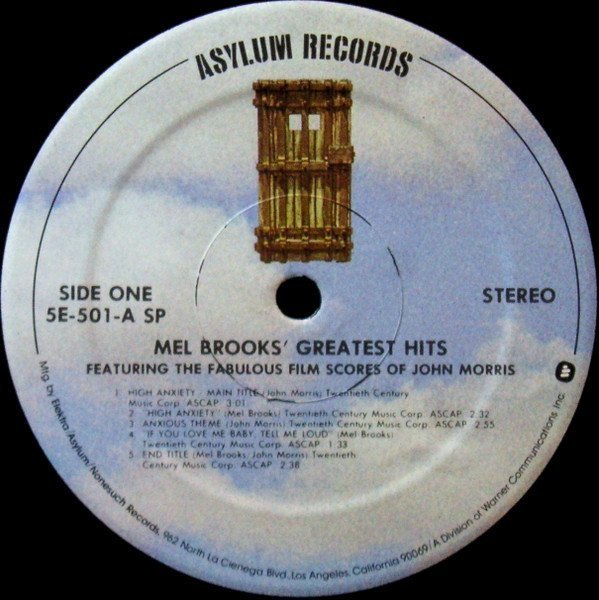 ASYLUM RECORDS
SIDE ONE
5E-501-A SP
STEREO
MEL BROOKS' GREATEST HITS
FEATURING THE FABULOUS FILM SCORES OF JOHN MORRIS
1. HIGH ANXIETY - MAIN TITLE (John Morris) Twentieth Century
Music Corp. ASCAP 3:01
2. "HIGH ANXIETY" (Mel Brooks) Twentieth Century Music Corp. ASCAP 2:32
3. ANXIOUS THEME (John Morris) Twentieth Century Music Corp. ASCAP 2:55
4. "IF YOU LOVE ME BABY, TELL ME LOUD" (Mel Brooks)
Twentieth Century Music Corp. ASCAP 1:33
5. END TITLE (Mel Brooks, John Morris) Twentieth
Century Music Corp. ASCAP 2:38
Mfg by Elektra/Asylum/Nonesuch Records, 962 North La Cienega Blvd., Los Angeles, California 90069/A Division of Warner Communications Inc.